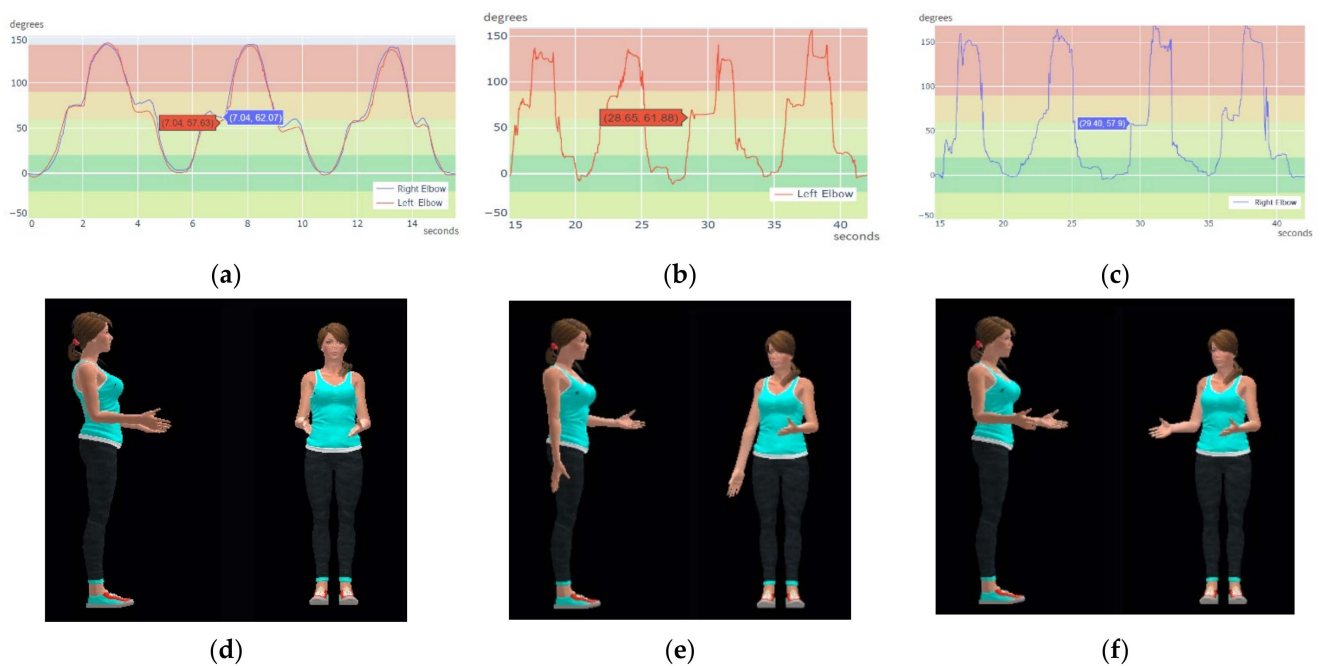 degrees
150
100
50
0
−50
(7.04, 57.63)
(7.04, 62.07)
Right Elbow
Left Elbow
0 2 4 6 8 10 12 14
seconds
(a)
degrees
150
100
50
0
−50
(28.65, 61.88)
Left Elbow
15 20 25 30 35 40
seconds
(b)
degrees
150
100
50
0
−50
(29.40, 57.9)
Right Elbow
15 20 25 30 35 40
seconds
(c)
(d)
(e)
(f)